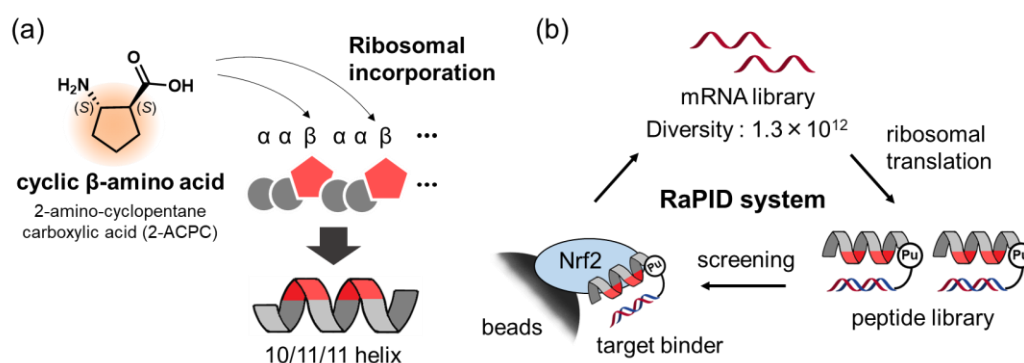 (a)
O
H₂N
OH
(S)
(S)
cyclic β-amino acid
2-amino-cyclopentane
carboxylic acid (2-ACPC)
Ribosomal
incorporation
α α β α α β ···
···
10/11/11 helix
(b)
mRNA library
Diversity : 1.3 × 10¹²
ribosomal
translation
RaPID system
Nrf2
Pu
beads
target binder
screening
Pu
Pu
peptide library